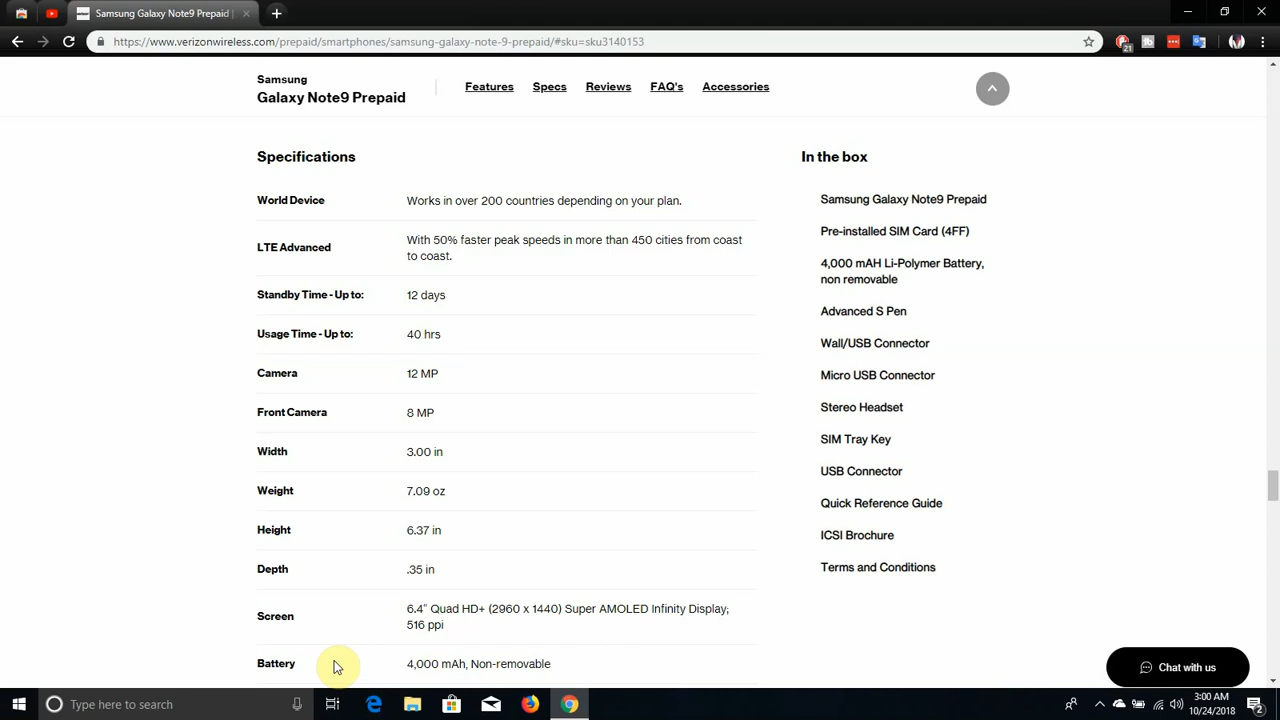 Samsung Galaxy Note9 Prepaid |
https://www.verizonwireless.com/prepaid/smartphones/samsung-galaxy-note-9-prepaid/#sku=sku3140153
21
Samsung
Galaxy Note9 Prepaid
Features
Specs
Reviews
FAQ's
Accessories
Specifications
World Device
Works in over 200 countries depending on your plan.
LTE Advanced
With 50% faster peak speeds in more than 450 cities from coast
to coast.
Standby Time - Up to:
12 days
Usage Time - Up to:
40 hrs
Camera
12 MP
Front Camera
8 MP
Width
3.00 in
Weight
7.09 oz
Height
6.37 in
Depth
.35 in
Screen
6.4" Quad HD+ (2960 x 1440) Super AMOLED Infinity Display;
516 ppi
Battery
4,000 mAh, Non-removable
In the box
Samsung Galaxy Note9 Prepaid
Pre-installed SIM Card (4FF)
4,000 mAH Li-Polymer Battery,
non removable
Advanced S Pen
Wall/USB Connector
Micro USB Connector
Stereo Headset
SIM Tray Key
USB Connector
Quick Reference Guide
ICSI Brochure
Terms and Conditions
Chat with us
Type here to search
3:00 AM
10/24/2018
2